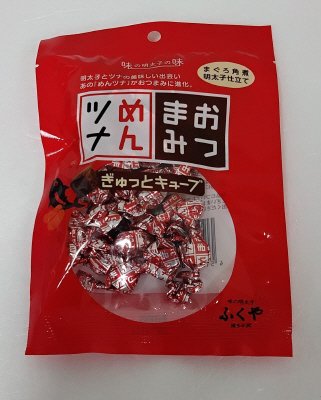 味の明太子の味
明太子とツナの美味しい出会い
あの「めんツナ」がおつまみに進化。
まぐろ角煮
明太子仕立て
おつまみ
めんツナ
ぎゅっとキューブ
味の明太子
ふくや